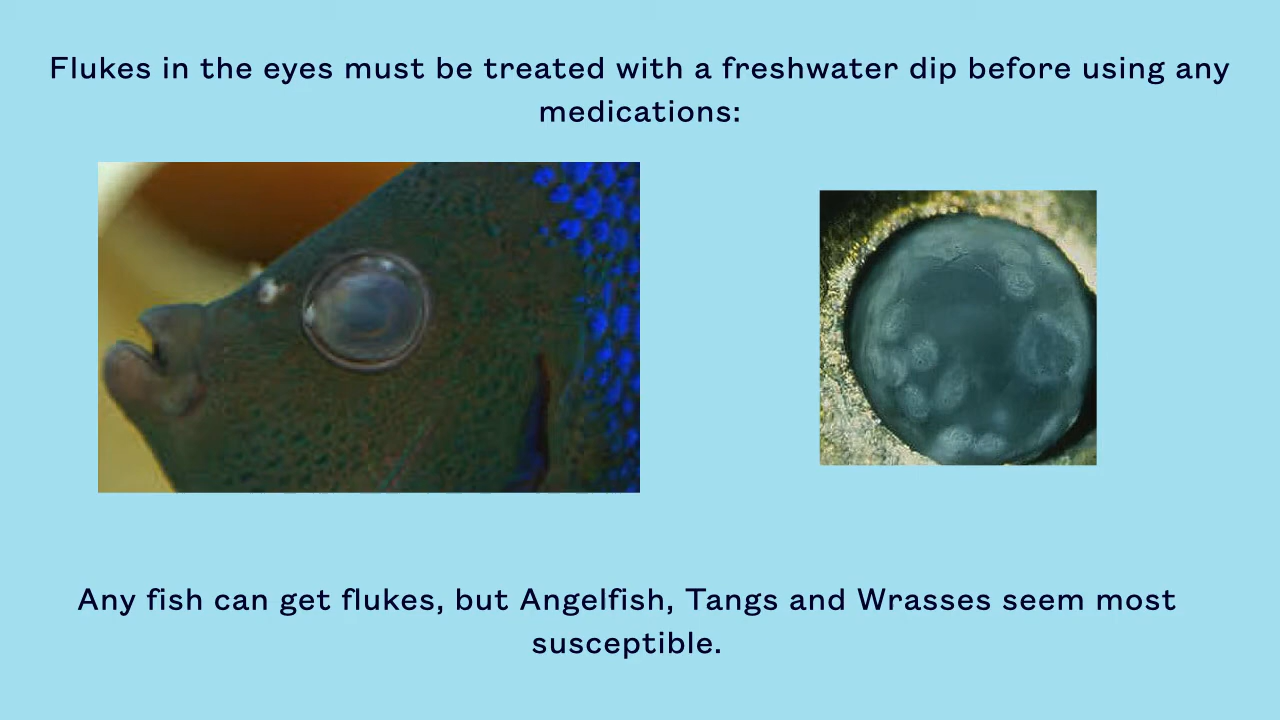 Flukes in the eyes must be treated with a freshwater dip before using any
medications:
Any fish can get flukes, but Angelfish, Tangs and Wrasses seem most
susceptible.